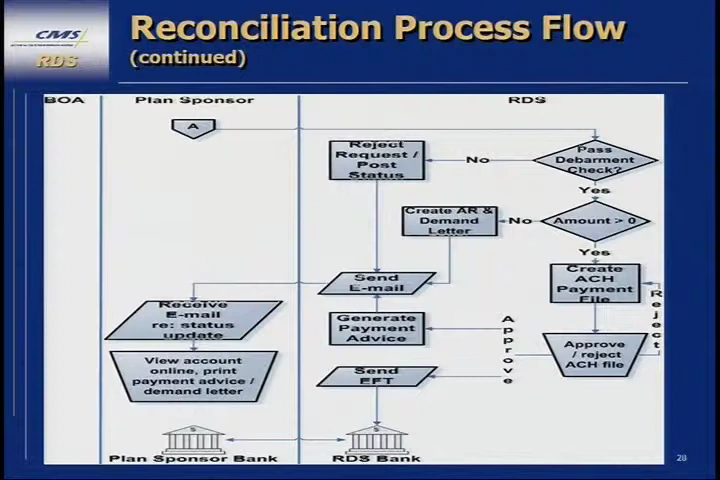 CMS
RDS
Reconciliation Process Flow
(continued)
BOA
Plan Sponsor
RDS
A
Reject
Request /
Post
Status
No
Pass
Debarment
Check?
Yes
Create AR &
Demand
Letter
No
Amount > 0
Yes
Send
E-mail
Create
ACH
Payment
File
Reject
Receive
E-mail
re: status
update
Generate
Payment
Advice
Approve
Approve
/ reject
ACH file
View account
online, print
payment advice /
demand letter
Send
EFT
$
$
Plan Sponsor Bank
RDS Bank
28